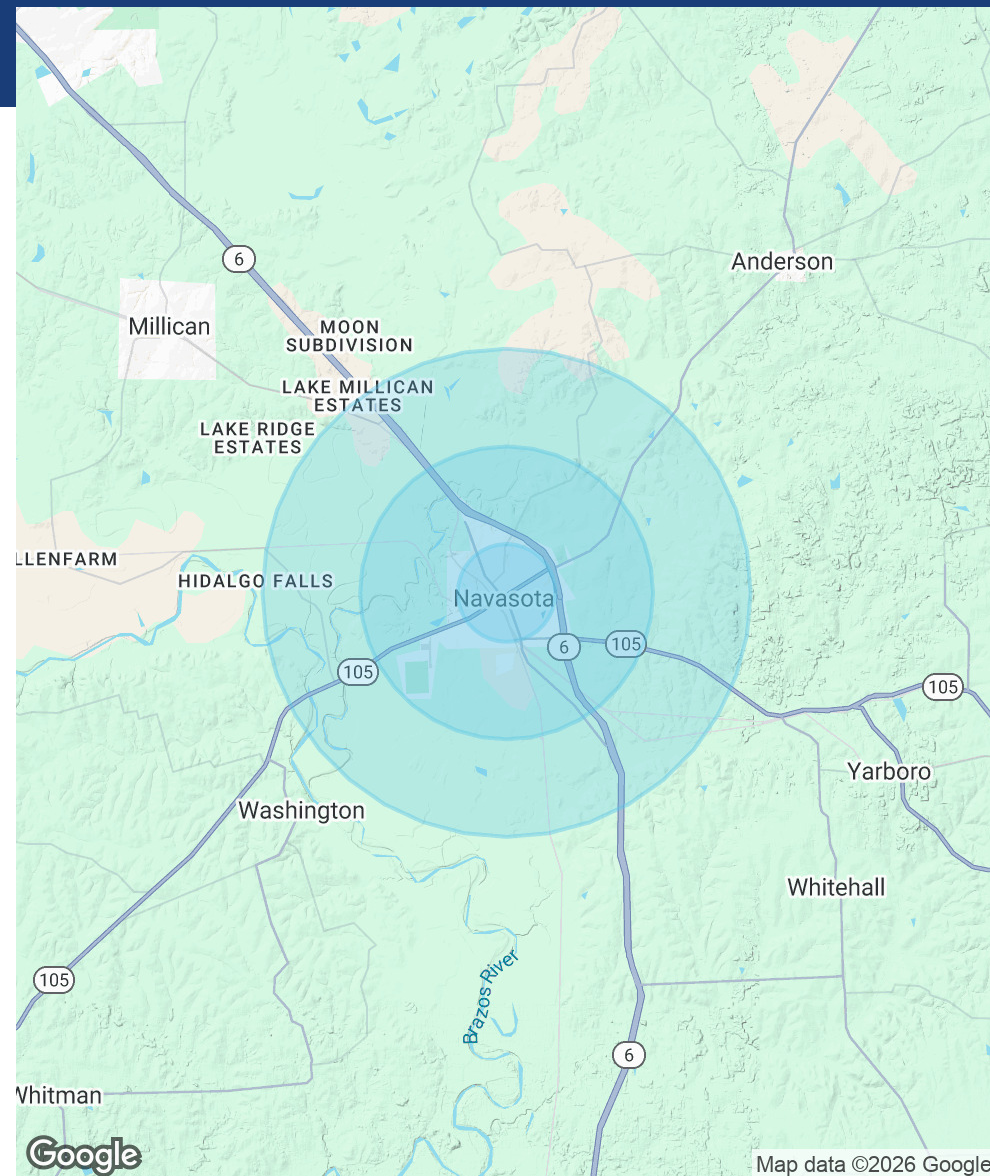 6
Anderson
Millican
MOON
SUBDIVISION
LAKE MILLICAN
ESTATES
LAKE RIDGE
ESTATES
LLENFARM
HIDALGO FALLS
Navasota
6
105
105
105
Yarboro
Washington
Whitehall
Brazos River
105
6
Whitman
Google
Map data ©2026 Google